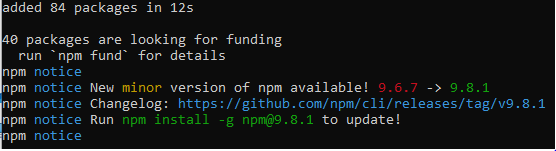 added 84 packages in 12s
40 packages are looking for funding
run `npm fund` for details
npm notice
npm notice New minor version of npm available! 9.6.7 -> 9.8.1
npm notice Changelog: https://github.com/npm/cli/releases/tag/v9.8.1
npm notice Run npm install -g npm@9.8.1 to update!
npm notice